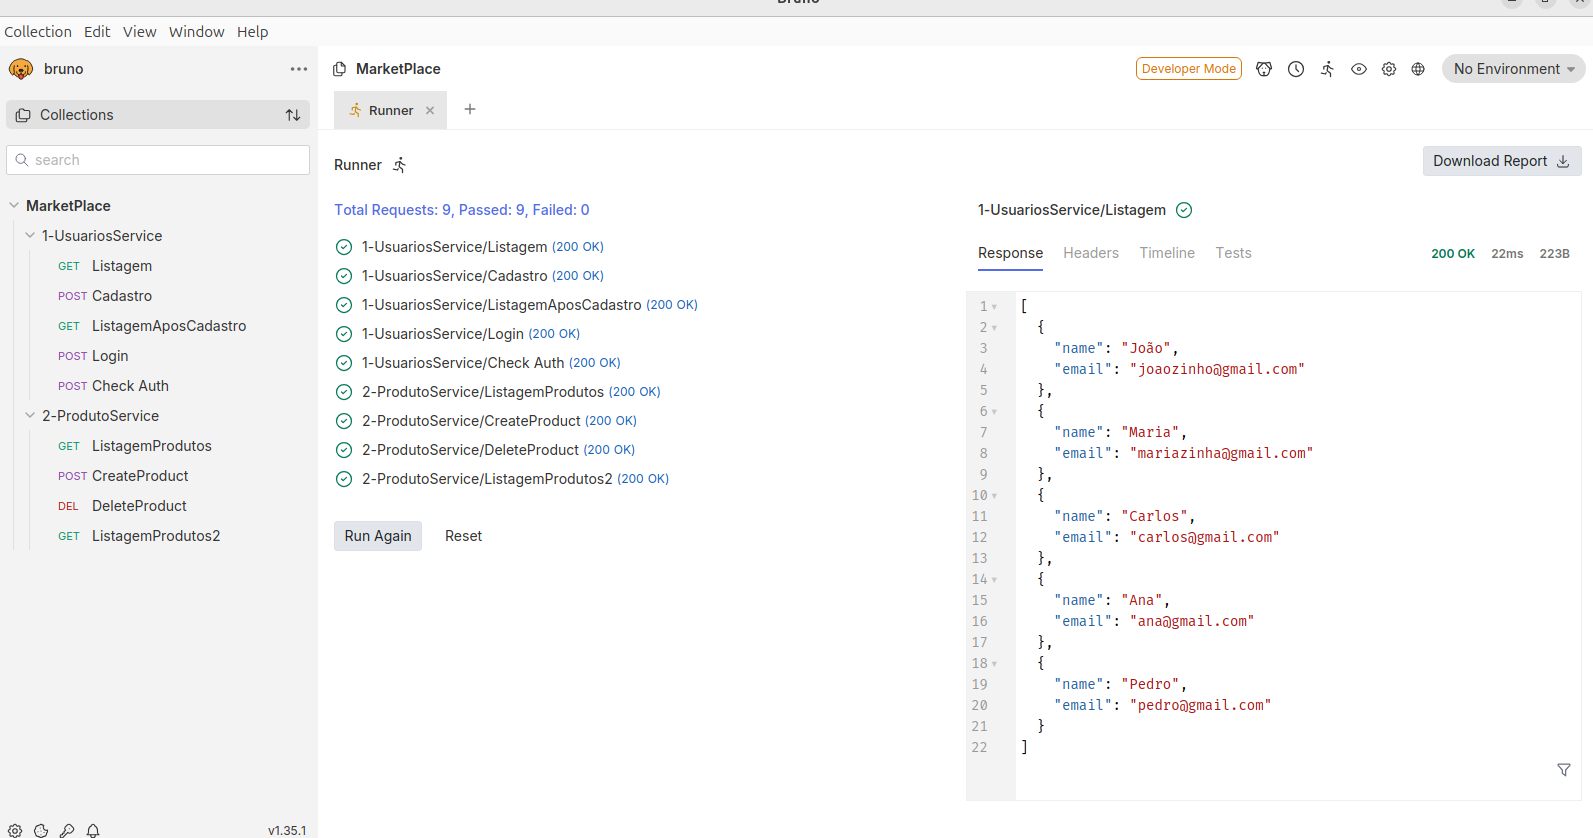 Bruno
Collection Edit View Window Help
bruno
Collections
search
MarketPlace
1-UsuariosService
GET Listagem
POST Cadastro
GET ListagemAposCadastro
POST Login
POST Check Auth
2-ProdutoService
GET ListagemProdutos
POST CreateProduct
DEL DeleteProduct
GET ListagemProdutos2
v1.35.1
MarketPlace
Developer Mode
No Environment
Runner
Runner
Download Report
Total Requests: 9, Passed: 9, Failed: 0
1-UsuariosService/Listagem (200 OK)
1-UsuariosService/Cadastro (200 OK)
1-UsuariosService/ListagemAposCadastro (200 OK)
1-UsuariosService/Login (200 OK)
1-UsuariosService/Check Auth (200 OK)
2-ProdutoService/ListagemProdutos (200 OK)
2-ProdutoService/CreateProduct (200 OK)
2-ProdutoService/DeleteProduct (200 OK)
2-ProdutoService/ListagemProdutos2 (200 OK)
Run Again Reset
1-UsuariosService/Listagem
Response Headers Timeline Tests 200 OK 22ms 223B
1 [
2 {
3 "name": "João",
4 "email": "joaozinho@gmail.com"
5 },
6 {
7 "name": "Maria",
8 "email": "mariazinha@gmail.com"
9 },
10 {
11 "name": "Carlos",
12 "email": "carlos@gmail.com"
13 },
14 {
15 "name": "Ana",
16 "email": "ana@gmail.com"
17 },
18 {
19 "name": "Pedro",
20 "email": "pedro@gmail.com"
21 }
22 ]